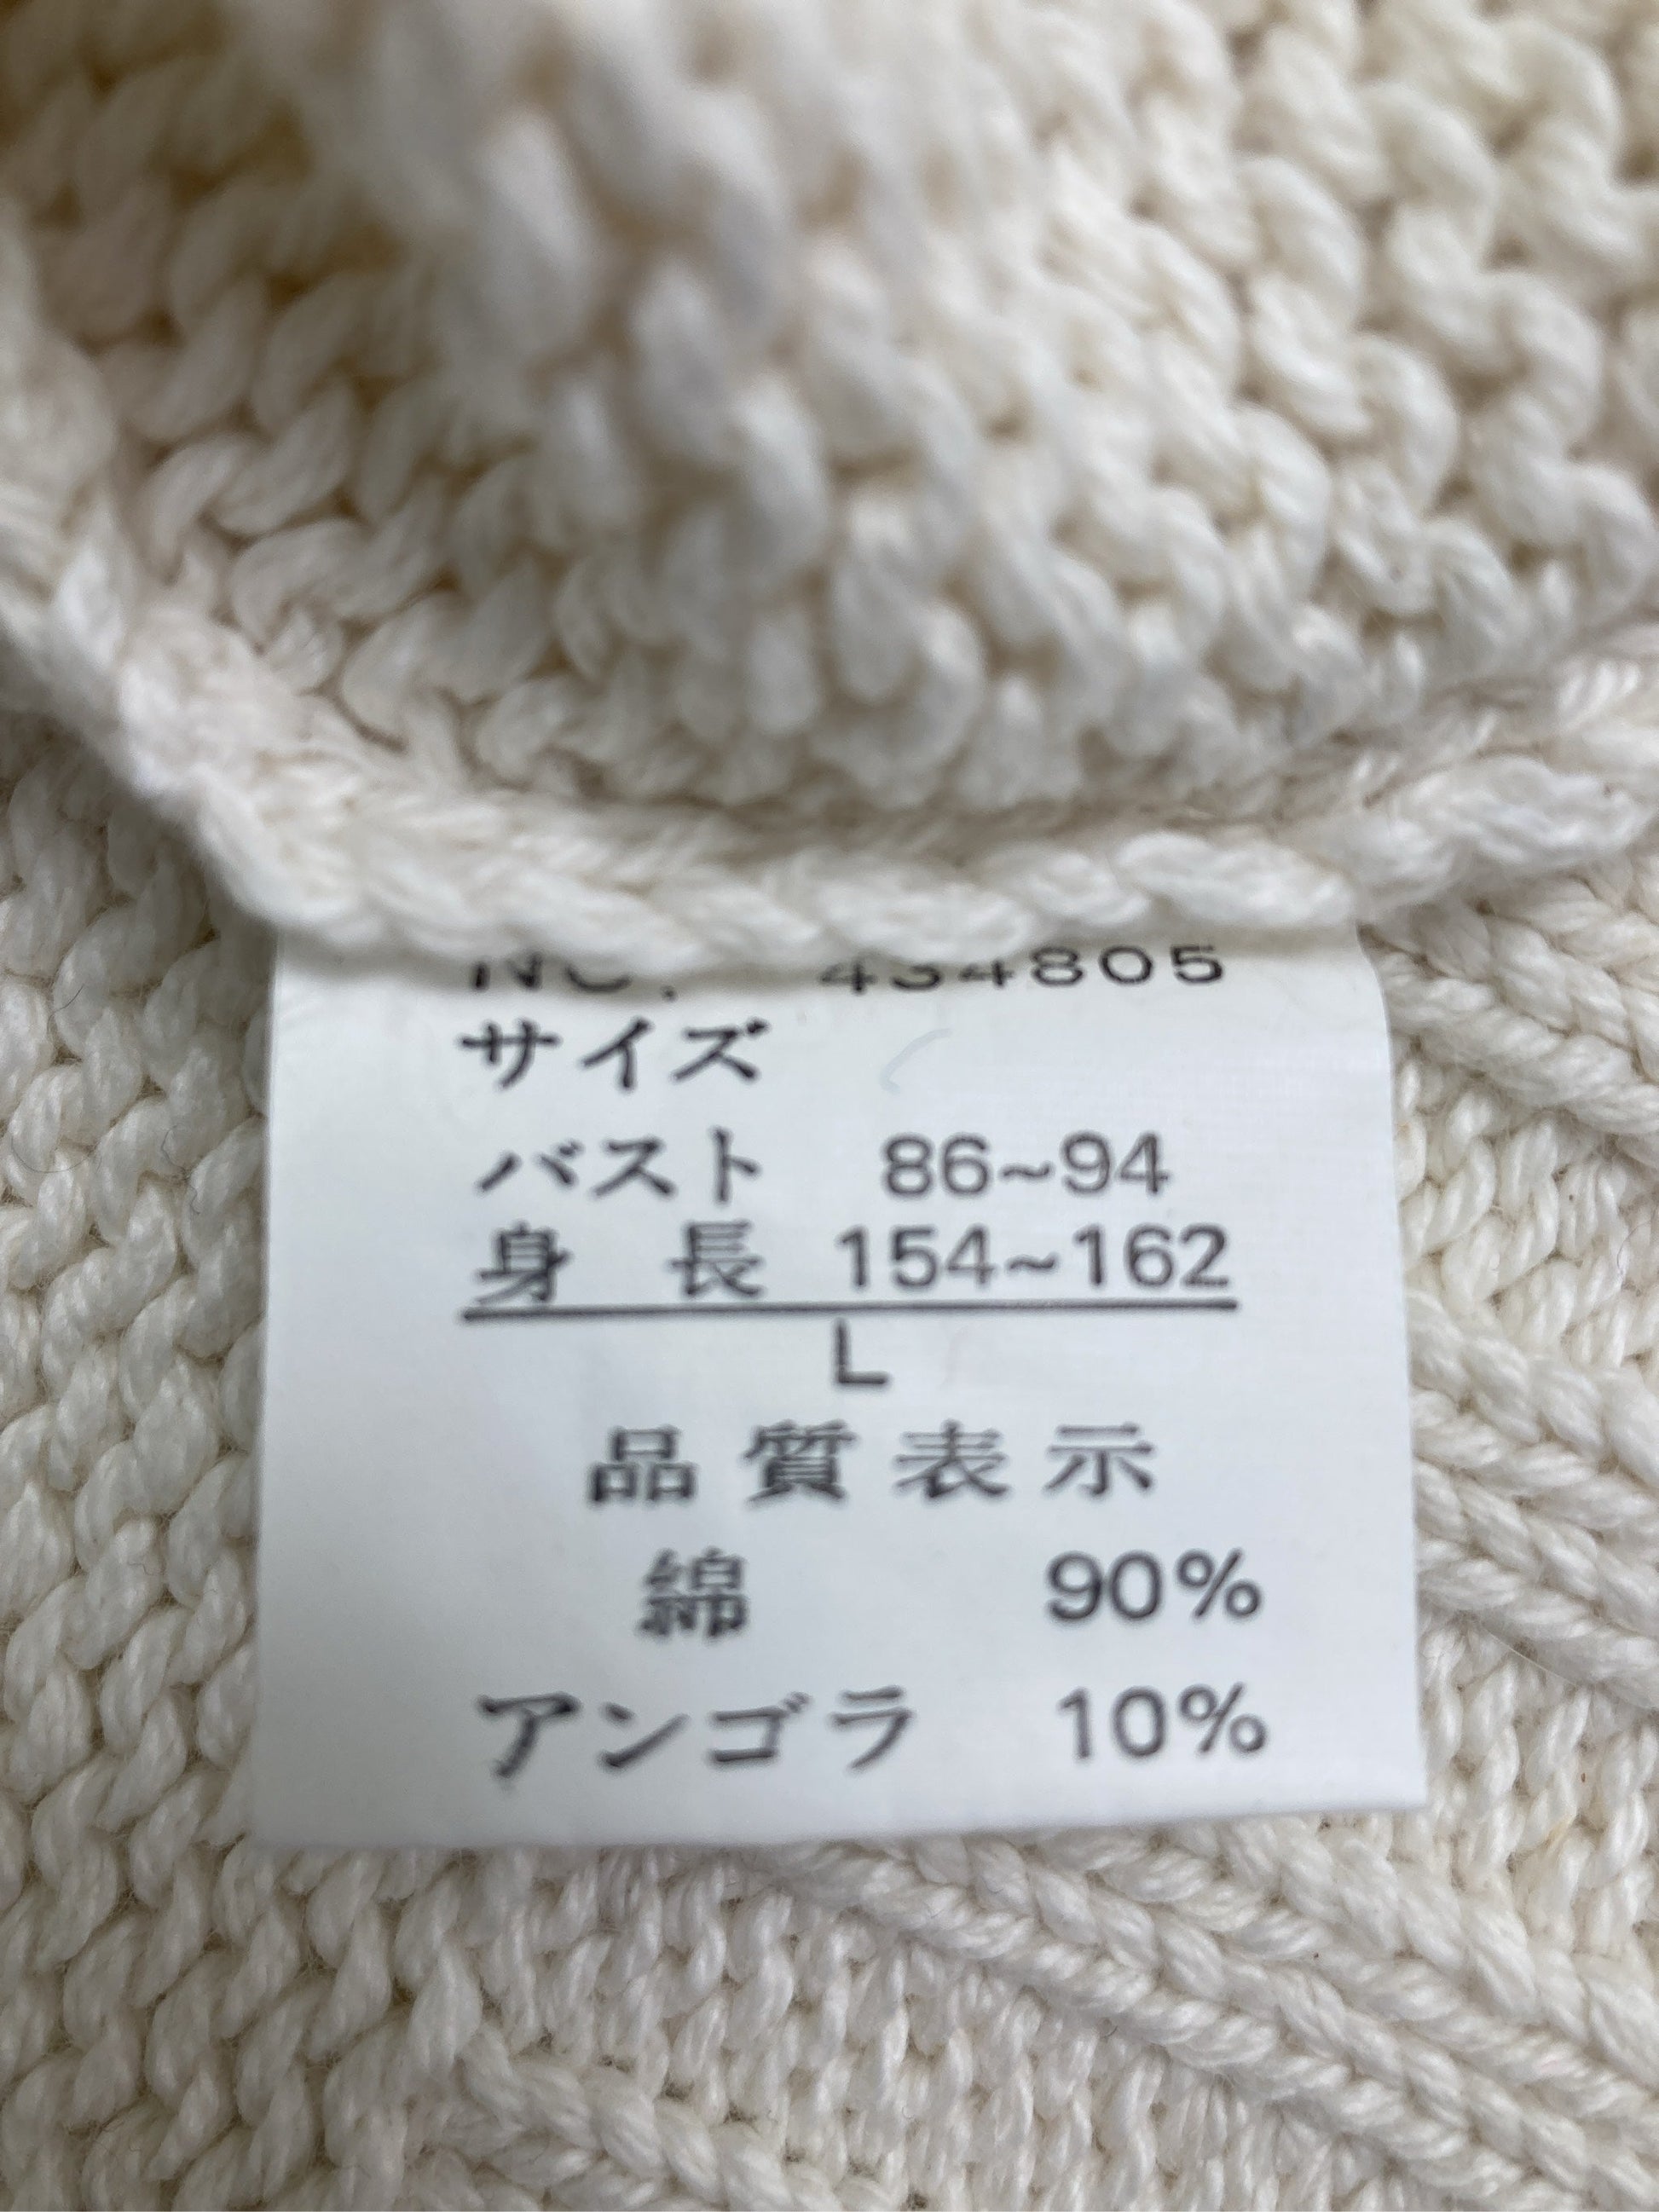 NO. 434805
サイズ
バスト 86~94
身長 154~162
L
品質表示
綿 90%
アンゴラ 10%